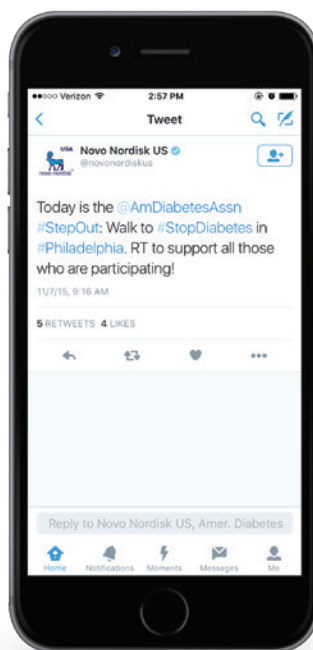 Verizon 2:57 PM
Tweet
USA
novo nordisk
Novo Nordisk US
@novonordiskus
Today is the @AmDiabetesAssn
#StepOut: Walk to #StopDiabetes in
#Philadelphia. RT to support all those
who are participating!
11/7/15, 9:16 AM
5 RETWEETS 4 LIKES
Reply to Novo Nordisk US, Amer. Diabetes
Home Notifications Moments Messages Me